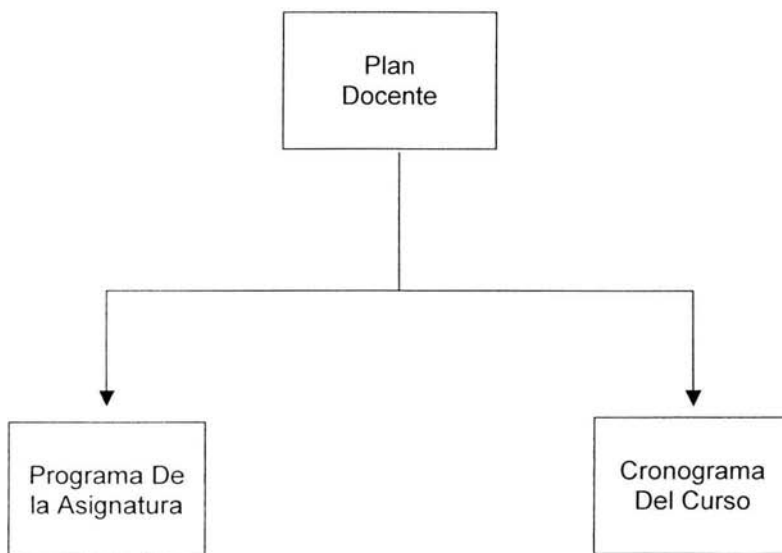 Plan
Docente
Programa De
la Asignatura
Cronograma
Del Curso